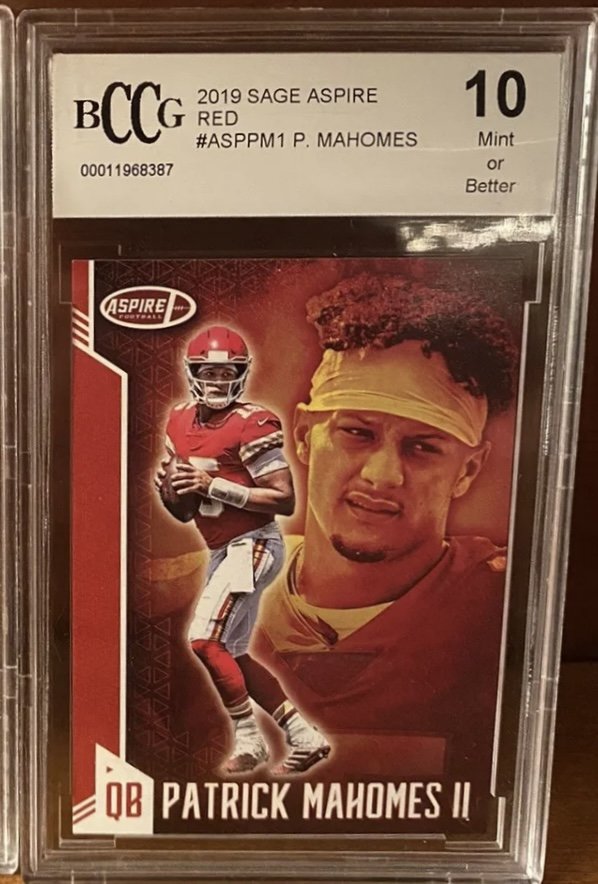 BCCG
2019 SAGE ASPIRE
RED
#ASPPM1 P. MAHOMES
00011968387
10
Mint
or
Better
ASPIRE
FOOTBALL
QB PATRICK MAHOMES II